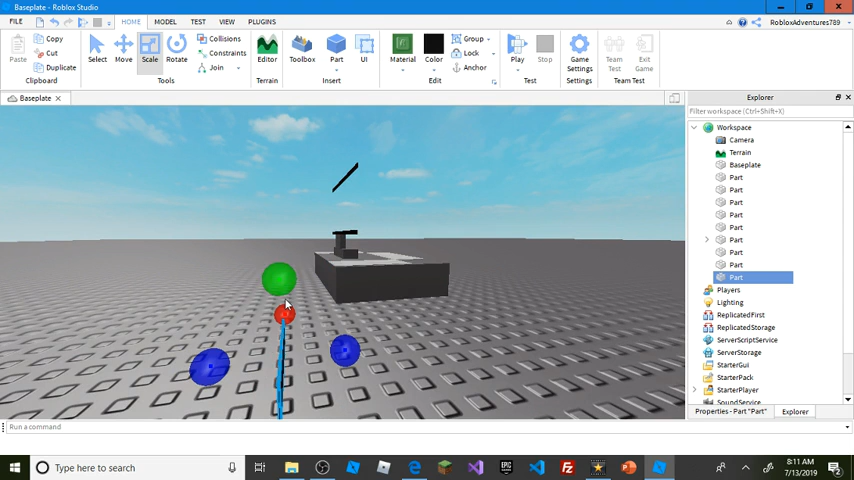 Baseplate - Roblox Studio
FILE HOME MODEL TEST VIEW PLUGINS RobloxAdventures789
Paste Copy Cut Duplicate Clipboard
Select Move Scale Rotate Collisions Constraints Join Tools
Editor Terrain
Toolbox Part UI Insert
Material Color Group Lock Anchor Edit
Play Stop Test
Game Settings Settings
Team Test Exit Game Team Test
Baseplate
Explorer
Filter workspace (Ctrl+Shift+X)
Workspace
Camera
Terrain
Baseplate
Part
Part
Part
Part
Part
Part
Part
Part
Part
Players
Lighting
ReplicatedFirst
ReplicatedStorage
ServerScriptService
ServerStorage
StarterGui
StarterPack
StarterPlayer
SoundService
Properties - Part "Part" Explorer
Run a command
Type here to search
EPIC GAMES
8:11 AM
7/13/2019
2